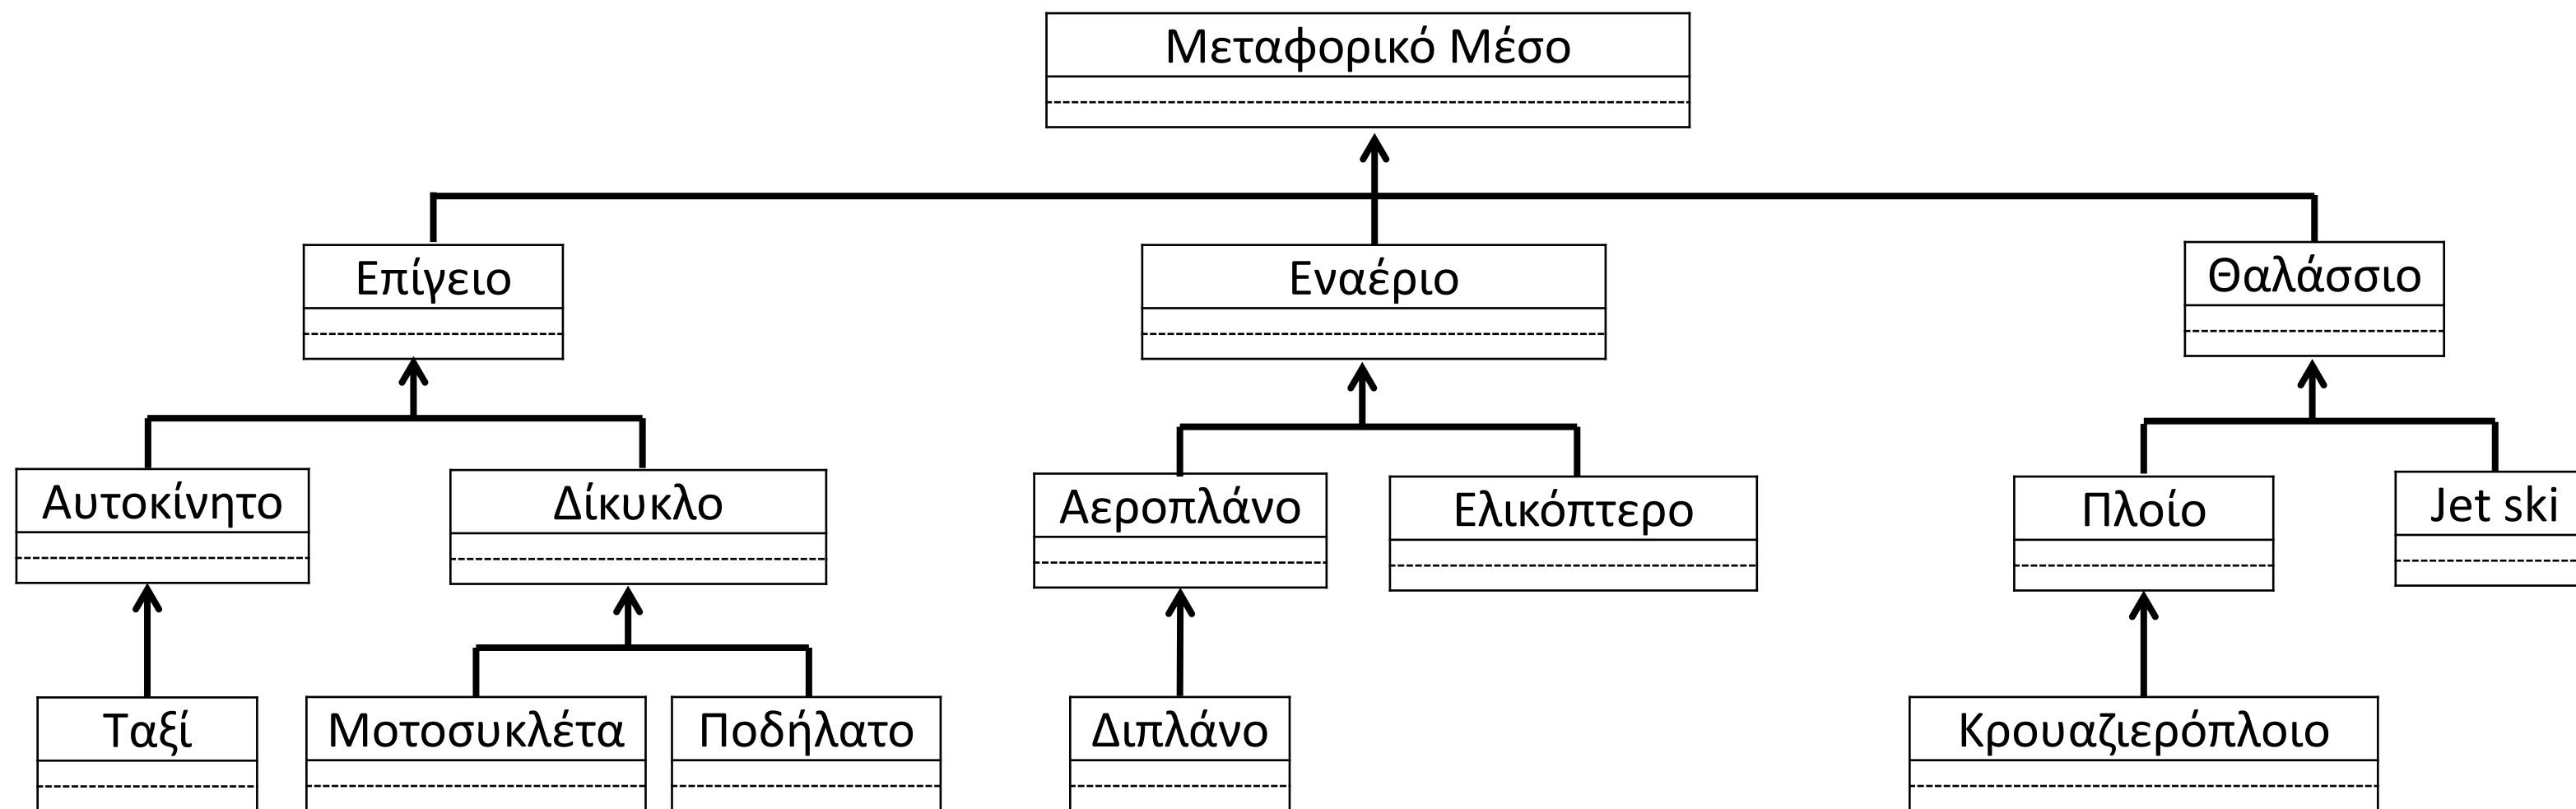 Μεταφορικό Μέσο
Επίγειο
Εναέριο
Θαλάσσιο
Αυτοκίνητο
Δίκυκλο
Αεροπλάνο
Ελικόπτερο
Πλοίο
Jet ski
Ταξί
Μοτοσυκλέτα
Ποδήλατο
Διπλάνο
Κρουαζιερόπλοιο